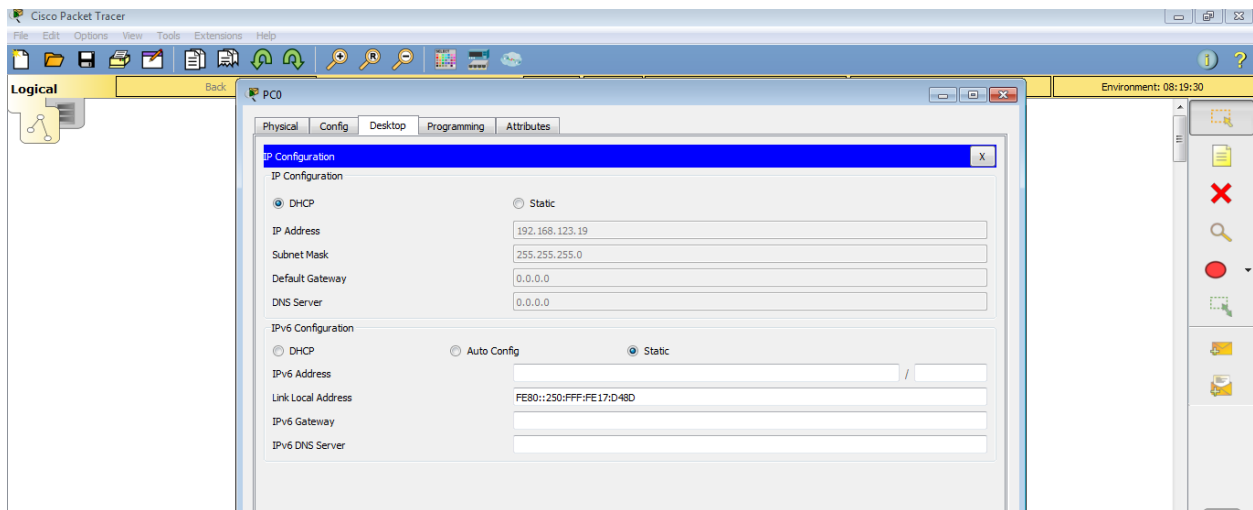 Cisco Packet Tracer
File Edit Options View Tools Extensions Help
Logical
Back
Environment: 08:19:30
PC0
Physical Config Desktop Programming Attributes
IP Configuration
X
IP Configuration
DHCP Static
IP Address 192.168.123.19
Subnet Mask 255.255.255.0
Default Gateway 0.0.0.0
DNS Server 0.0.0.0
IPv6 Configuration
DHCP Auto Config Static
IPv6 Address /
Link Local Address FE80::250:FFF:FE17:D48D
IPv6 Gateway
IPv6 DNS Server